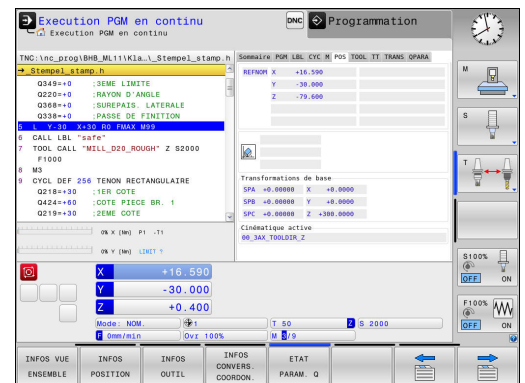 Execution PGM en continu
Execution PGM en continu
DNC
Programmation
TNC:\nc_prog\BHB_ML11\Kla…\_Stempel_stamp.h
→_Stempel_stamp.h
Q349=+0 ;3EME LIMITE
Q220=+0 ;RAYON D'ANGLE
Q368=+0 ;SUREPAIS. LATERALE
Q338=+0 ;PASSE DE FINITION
5 L Y-30 X+30 R0 FMAX M99
6 CALL LBL "safe"
7 TOOL CALL "MILL_D20_ROUGH" Z S2000
F1000
8 M3
9 CYCL DEF 256 TENON RECTANGULAIRE
Q218=+30 ;1ER COTE
Q424=+60 ;COTE PIECE BR. 1
Q219=+30 ;2EME COTE
Sommaire PGM LBL CYC M POS TOOL TT TRANS QPARA
REFNOM X +16.590
Y -30.000
Z -79.600
Transformations de base
SPA +0.00000 X +0.0000
SPB +0.00000 Y +0.0000
SPC +0.00000 Z +300.0000
Cinématique active
00_3AX_TOOLDIR_Z
0% X [Nm] P1 -T1
0% Y [Nm] LIMIT 1
X +16.590
Y -30.000
Z +0.400
Mode: NOM. 1 T 50 Z S 2000
F 0mm/min Ovr 100% M 5/9
M
S
T
S100%
OFF ON
F100%
OFF ON
INFOS VUE ENSEMBLE
INFOS POSITION
INFOS OUTIL
INFOS CONVERS. COORDON.
ETAT PARAM. Q